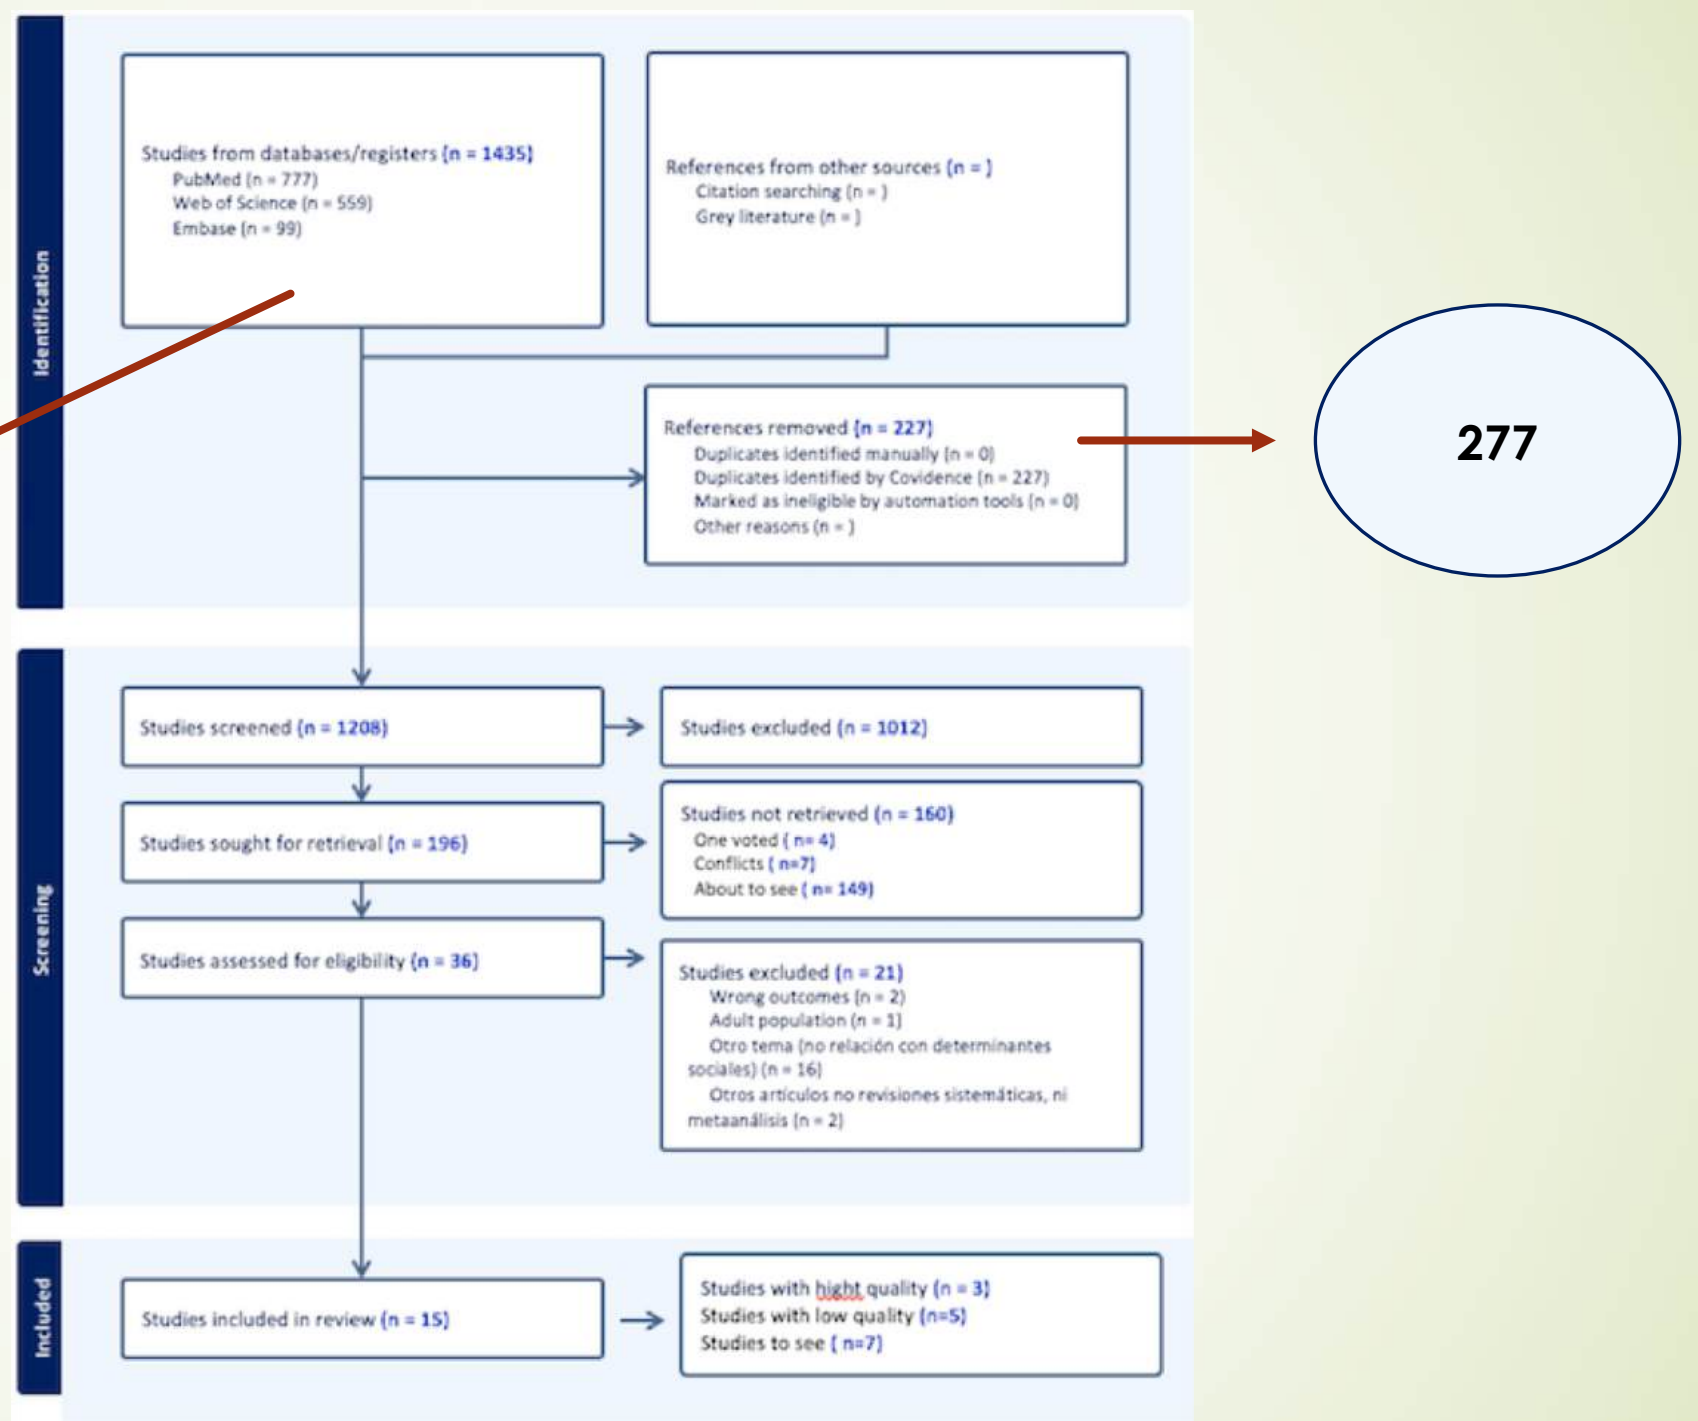 Identification
Studies from databases/registers (n = 1435)
PubMed (n = 777)
Web of Science (n = 559)
Embase (n = 99)
References from other sources (n = )
Citation searching (n = )
Grey literature (n = )
References removed (n = 227)
Duplicates identified manually (n = 0)
Duplicates identified by Covidence (n = 227)
Marked as ineligible by automation tools (n = 0)
Other reasons (n = )
277
Screening
Studies screened (n = 1208)
Studies excluded (n = 1012)
Studies sought for retrieval (n = 196)
Studies not retrieved (n = 160)
One voted ( n= 4)
Conflicts ( n=7)
About to see ( n= 149)
Studies assessed for eligibility (n = 36)
Studies excluded (n = 21)
Wrong outcomes (n = 2)
Adult population (n = 1)
Otro tema (no relación con determinantes
sociales) (n = 16)
Otros artículos no revisiones sistemáticas, ni
metaanálisis (n = 2)
Included
Studies included in review (n = 15)
Studies with hight quality (n = 3)
Studies with low quality (n=5)
Studies to see ( n=7)